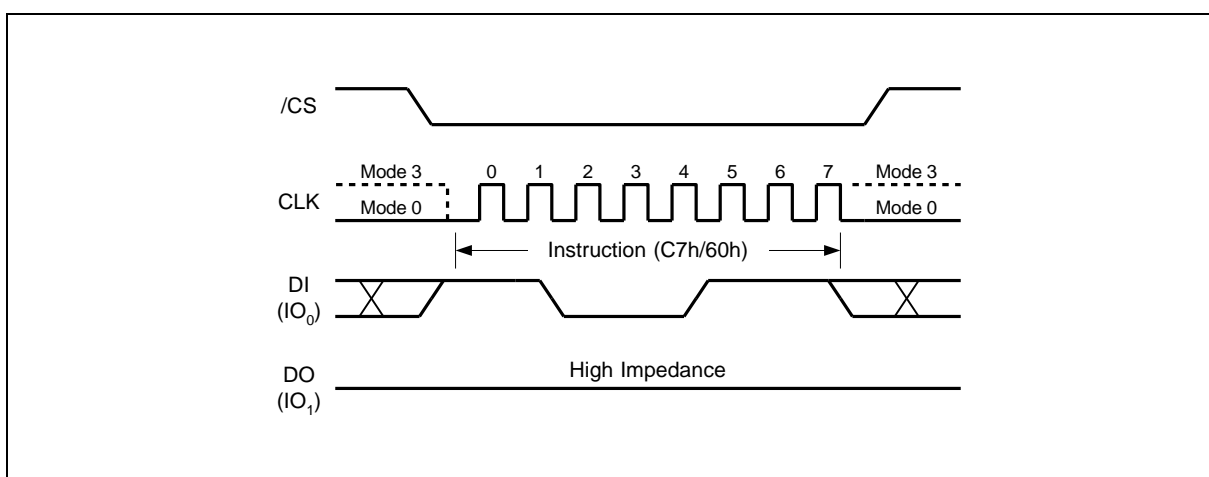 /CS
Mode 3 0 1 2 3 4 5 6 7 Mode 3
CLK
Mode 0 Mode 0
Instruction (C7h/60h)
DI
(IO0)
High Impedance
DO
(IO1)